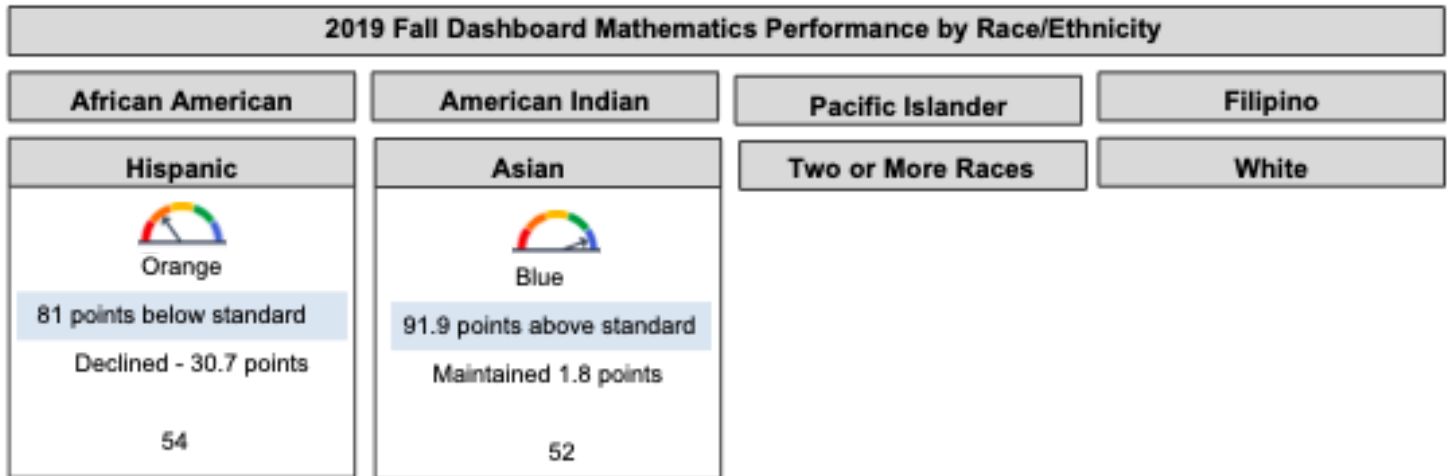 2019 Fall Dashboard Mathematics Performance by Race/Ethnicity
African American
American Indian
Pacific Islander
Filipino
Hispanic
Orange
81 points below standard
Declined - 30.7 points
54
Asian
Blue
91.9 points above standard
Maintained 1.8 points
52
Two or More Races
White